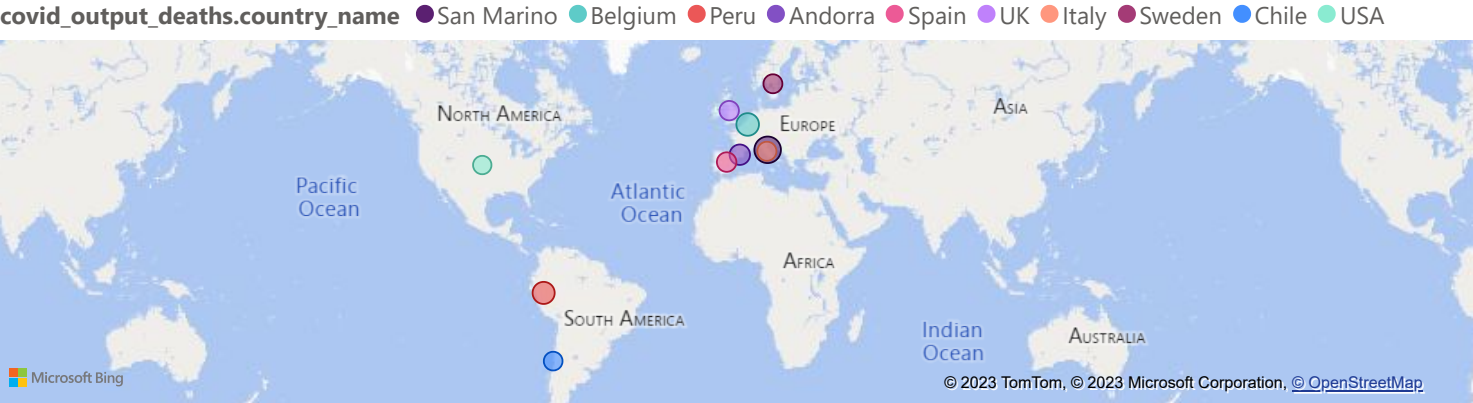 covid_output_deaths.country_name San Marino Belgium Peru Andorra Spain UK Italy Sweden Chile USA
NORTH AMERICA
EUROPE
ASIA
Pacific
Ocean
Atlantic
Ocean
AFRICA
SOUTH AMERICA
Indian
Ocean
AUSTRALIA
Microsoft Bing
© 2023 TomTom, © 2023 Microsoft Corporation, © OpenStreetMap